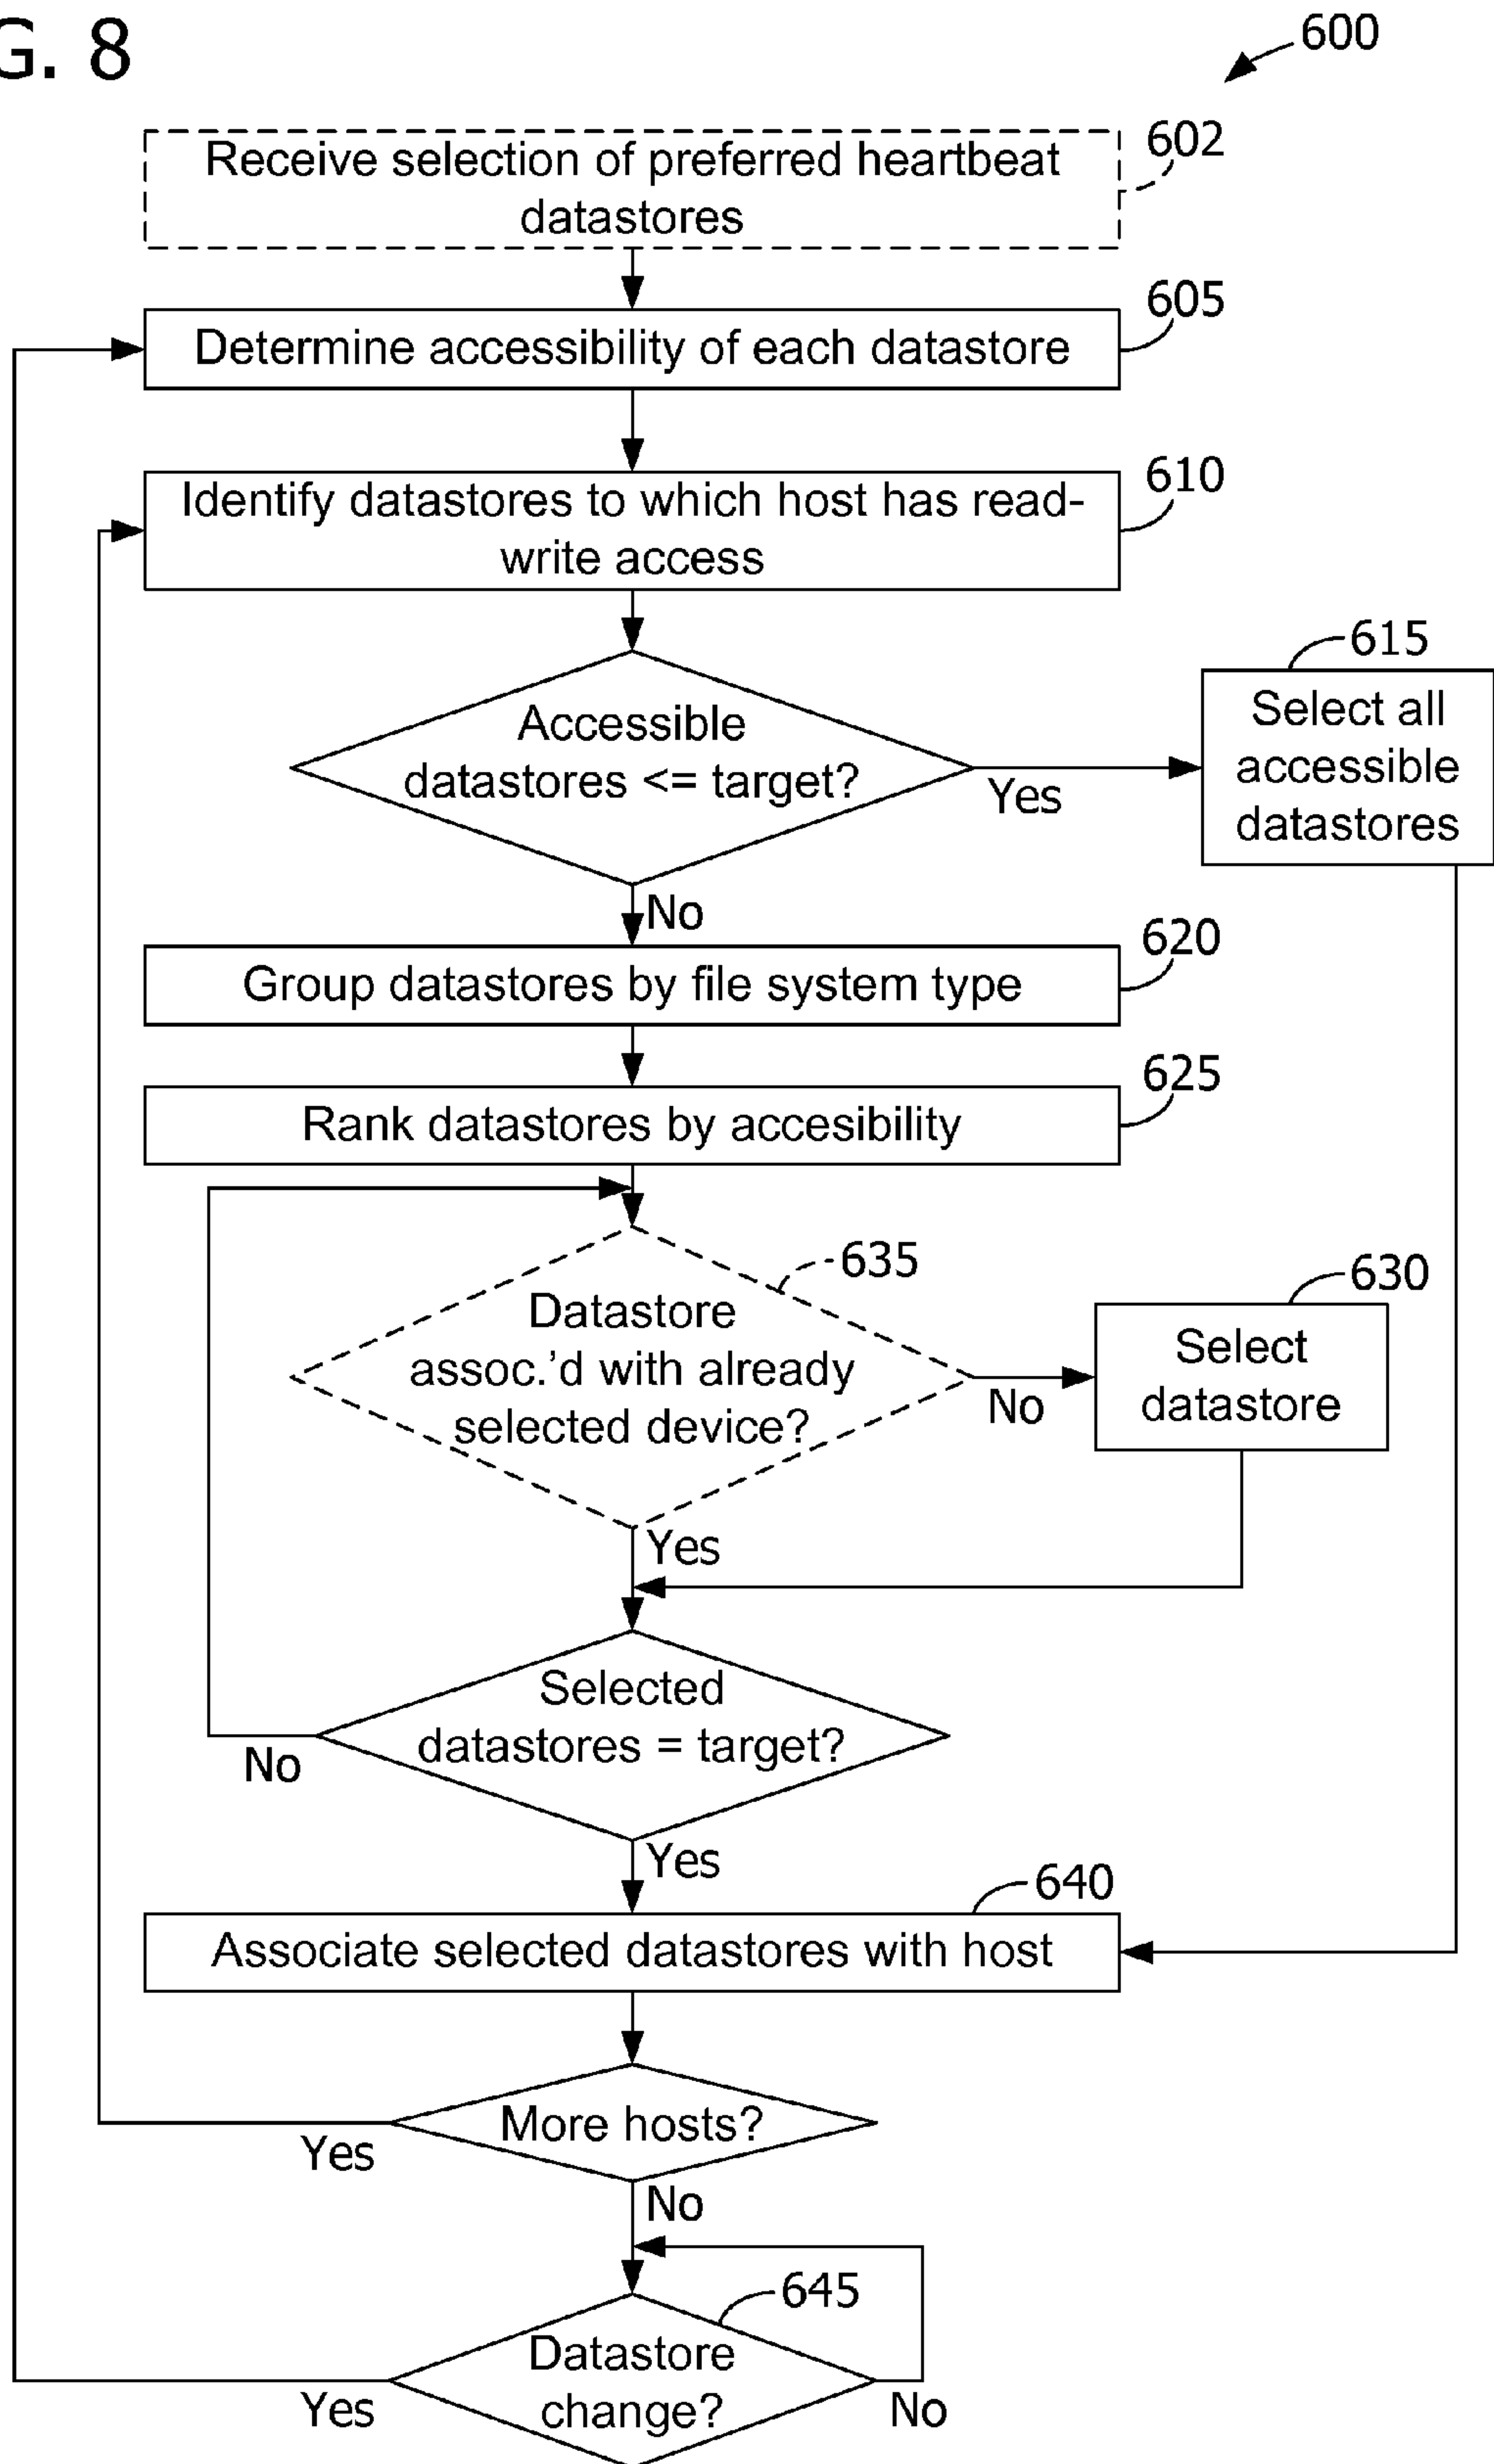 G. 8
600
Receive selection of preferred heartbeat
datastores
602
Determine accessibility of each datastore
605
Identify datastores to which host has read-
write access
610
Accessible
datastores <= target?
Yes
615
Select all
accessible
datastores
No
Group datastores by file system type
620
Rank datastores by accesibility
625
Datastore
assoc.'d with already
selected device?
635
No
630
Select
datastore
Yes
Selected
datastores = target?
No
Yes
640
Associate selected datastores with host
More hosts?
Yes
No
645
Datastore
change?
Yes
No